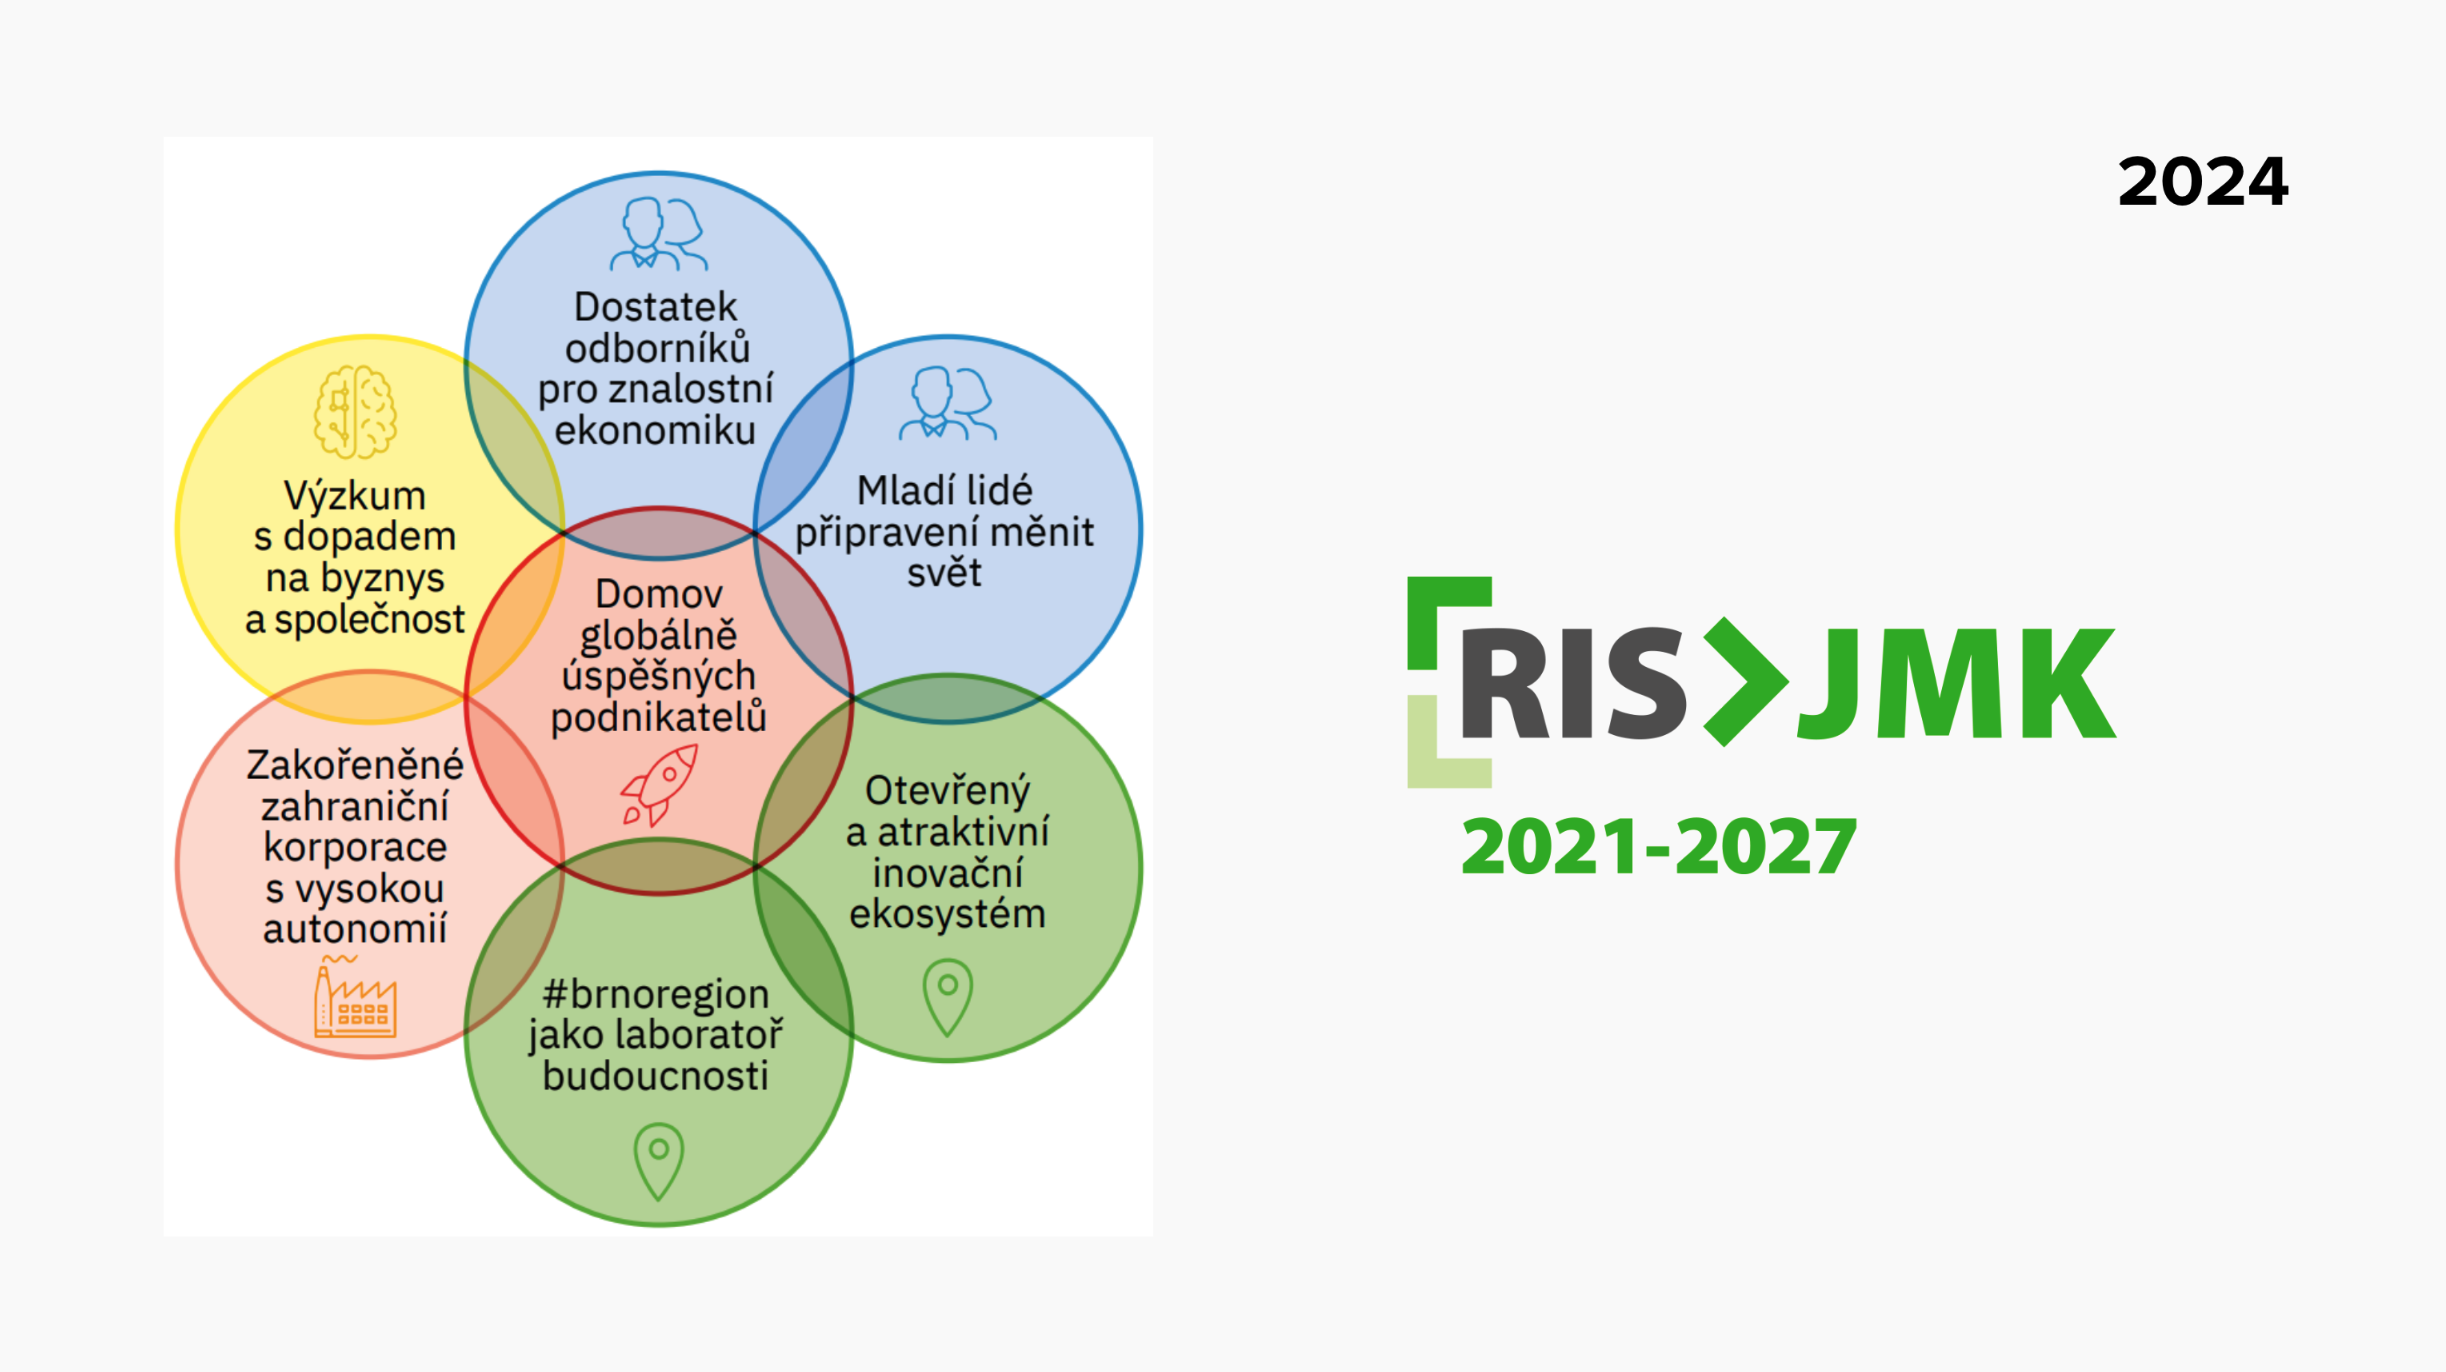 2024
Dostatek
odborníků
pro znalostní
ekonomiku
Výzkum
s dopadem
na byznys
a společnost
Mladí lidé
připravení měnit
svět
Domov
globálně
úspěšných
podnikatelů
Zakořeněné
zahraniční
korporace
s vysokou
autonomií
Otevřený
a atraktivní
inovační
ekosystém
#brnoregion
jako laboratoř
budoucnosti
RIS>JMK
2021-2027